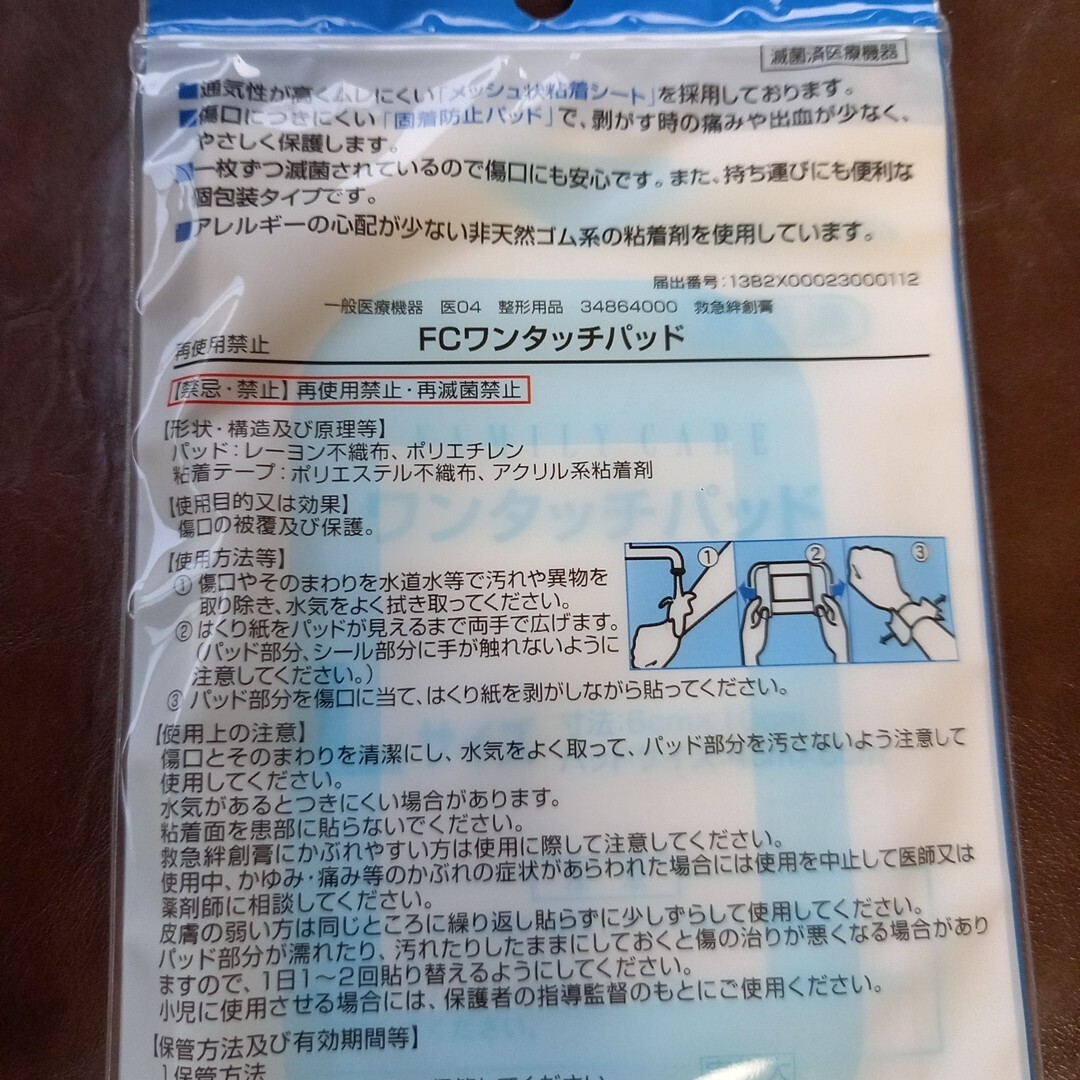 滅菌済医療機器
■通気性が高くムレにくい「メッシュ状粘着シート」を採用しております。
■傷口につきにくい「固着防止パッド」で、剥がす時の痛みや出血が少なく、
やさしく保護します。
■一枚ずつ滅菌されているので傷口にも安心です。また、持ち運びにも便利な
個包装タイプです。
■アレルギーの心配が少ない非天然ゴム系の粘着剤を使用しています。
届出番号:13B2X00023000112
一般医療機器 医04 整形用品 34864000 救急絆創膏
再使用禁止 FCワンタッチパッド
【禁忌・禁止】再使用禁止・再滅菌禁止
【形状・構造及び原理等】
パッド:レーヨン不織布、ポリエチレン
粘着テープ:ポリエステル不織布、アクリル系粘着剤
【使用目的又は効果】
傷口の被覆及び保護。
【使用方法等】
① 傷口やそのまわりを水道水等で汚れや異物を
取り除き、水気をよく拭き取ってください。
② はくり紙をパッドが見えるまで両手で広げます。
(パッド部分、シール部分に手が触れないように
注意してください。)
③ パッド部分を傷口に当て、はくり紙を剥がしながら貼ってください。
① ② ③
【使用上の注意】
傷口とそのまわりを清潔にし、水気をよく取って、パッド部分を汚さないよう注意して
使用してください。
水気があるとつきにくい場合があります。
粘着面を患部に貼らないでください。
救急絆創膏にかぶれやすい方は使用に際して注意してください。
使用中、かゆみ・痛み等のかぶれの症状があらわれた場合には使用を中止して医師又は
薬剤師に相談してください。
皮膚の弱い方は同じところに繰り返し貼らずに少しずらして使用してください。
パッド部分が濡れたり、汚れたりしたままにしておくと傷の治りが悪くなる場合があり
ますので、1日1～2回貼り替えるようにしてください。
小児に使用させる場合には、保護者の指導監督のもとにご使用ください。
【保管方法及び有効期間等】
1.保管方法
FAMILY CARE
ワンタッチパッド